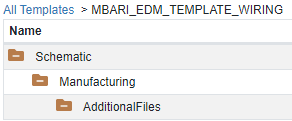 All Templates > MBARI_EDM_TEMPLATE_WIRING
Name
Schematic
Manufacturing
AdditionalFiles